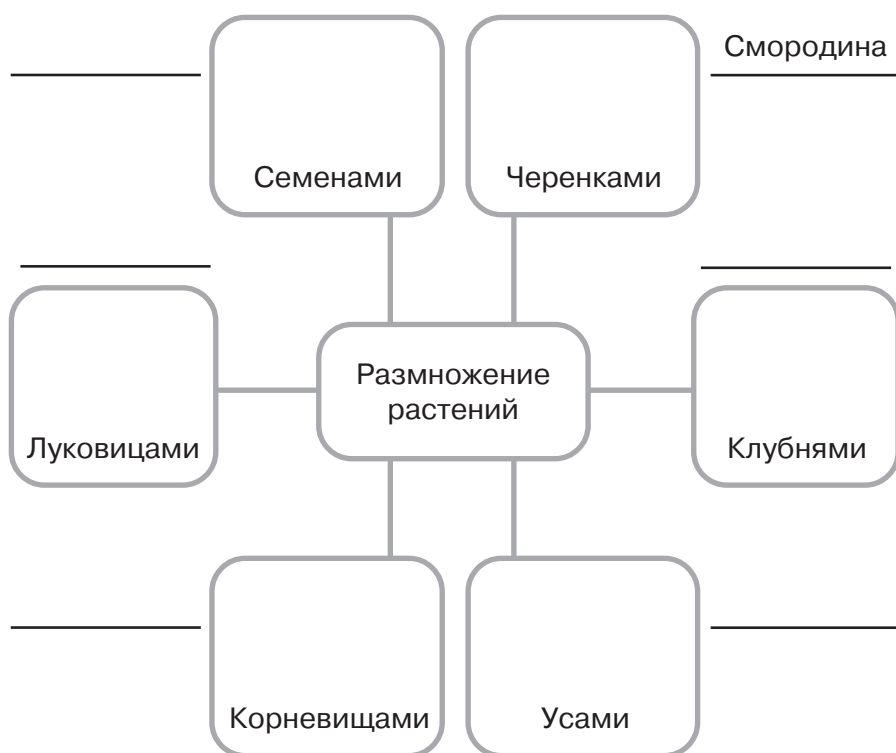 Смородина
Семенами
Черенками
Размножение
растений
Луковицами
Клубнями
Корневищами
Усами